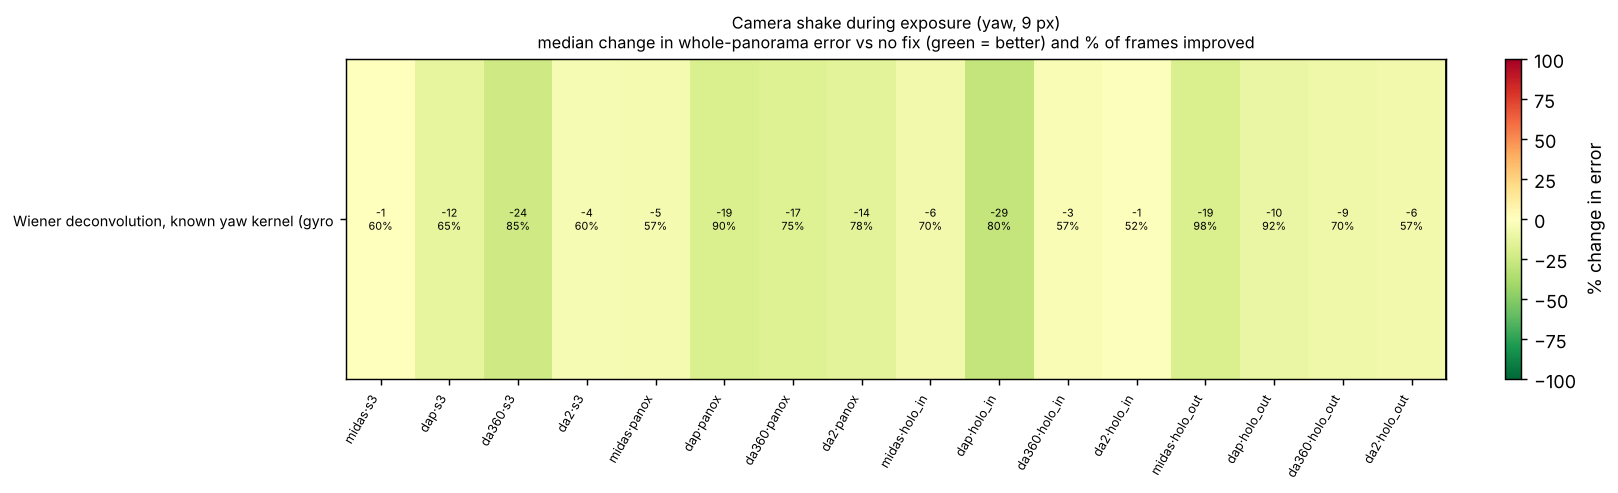 Camera shake during exposure (yaw, 9 px)
median change in whole-panorama error vs no fix (green = better) and % of frames improved
Wiener deconvolution, known yaw kernel (gyro
-1 -12 -24 -4 -5 -19 -17 -14 -6 -29 -3 -1 -19 -10 -9 -6
60% 65% 85% 60% 57% 90% 75% 78% 70% 80% 57% 52% 98% 92% 70% 57%
midas·s3 dap·s3 da360·s3 da2·s3 midas·panox dap·panox da360·panox da2·panox midas·holo_in dap·holo_in da360·holo_in da2·holo_in midas·holo_out dap·holo_out da360·holo_out da2·holo_out
100
75
50
25
0
−25
−50
−75
−100
% change in error